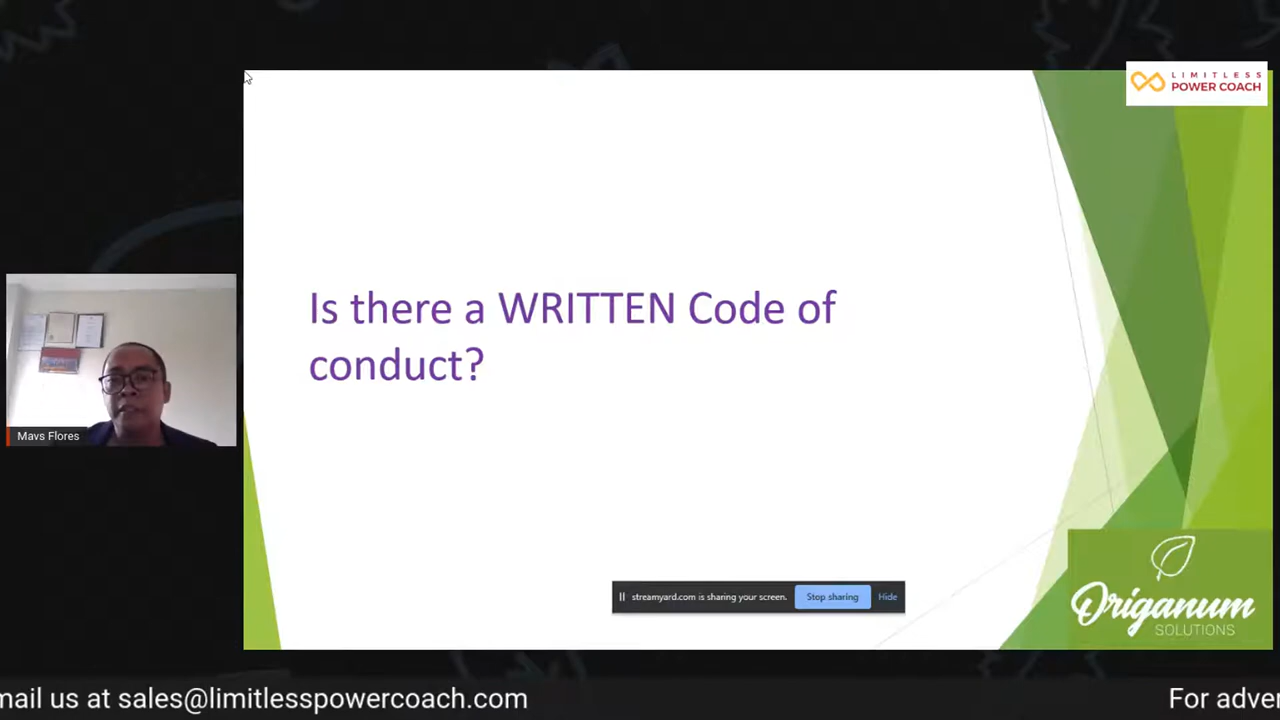 LIMITLESS
POWER COACH
Is there a WRITTEN Code of
conduct?
Mavs Flores
streamyard.com is sharing your screen.
Stop sharing
Hide
Origanum
SOLUTIONS
mail us at sales@limitlesspowercoach.com
For adver